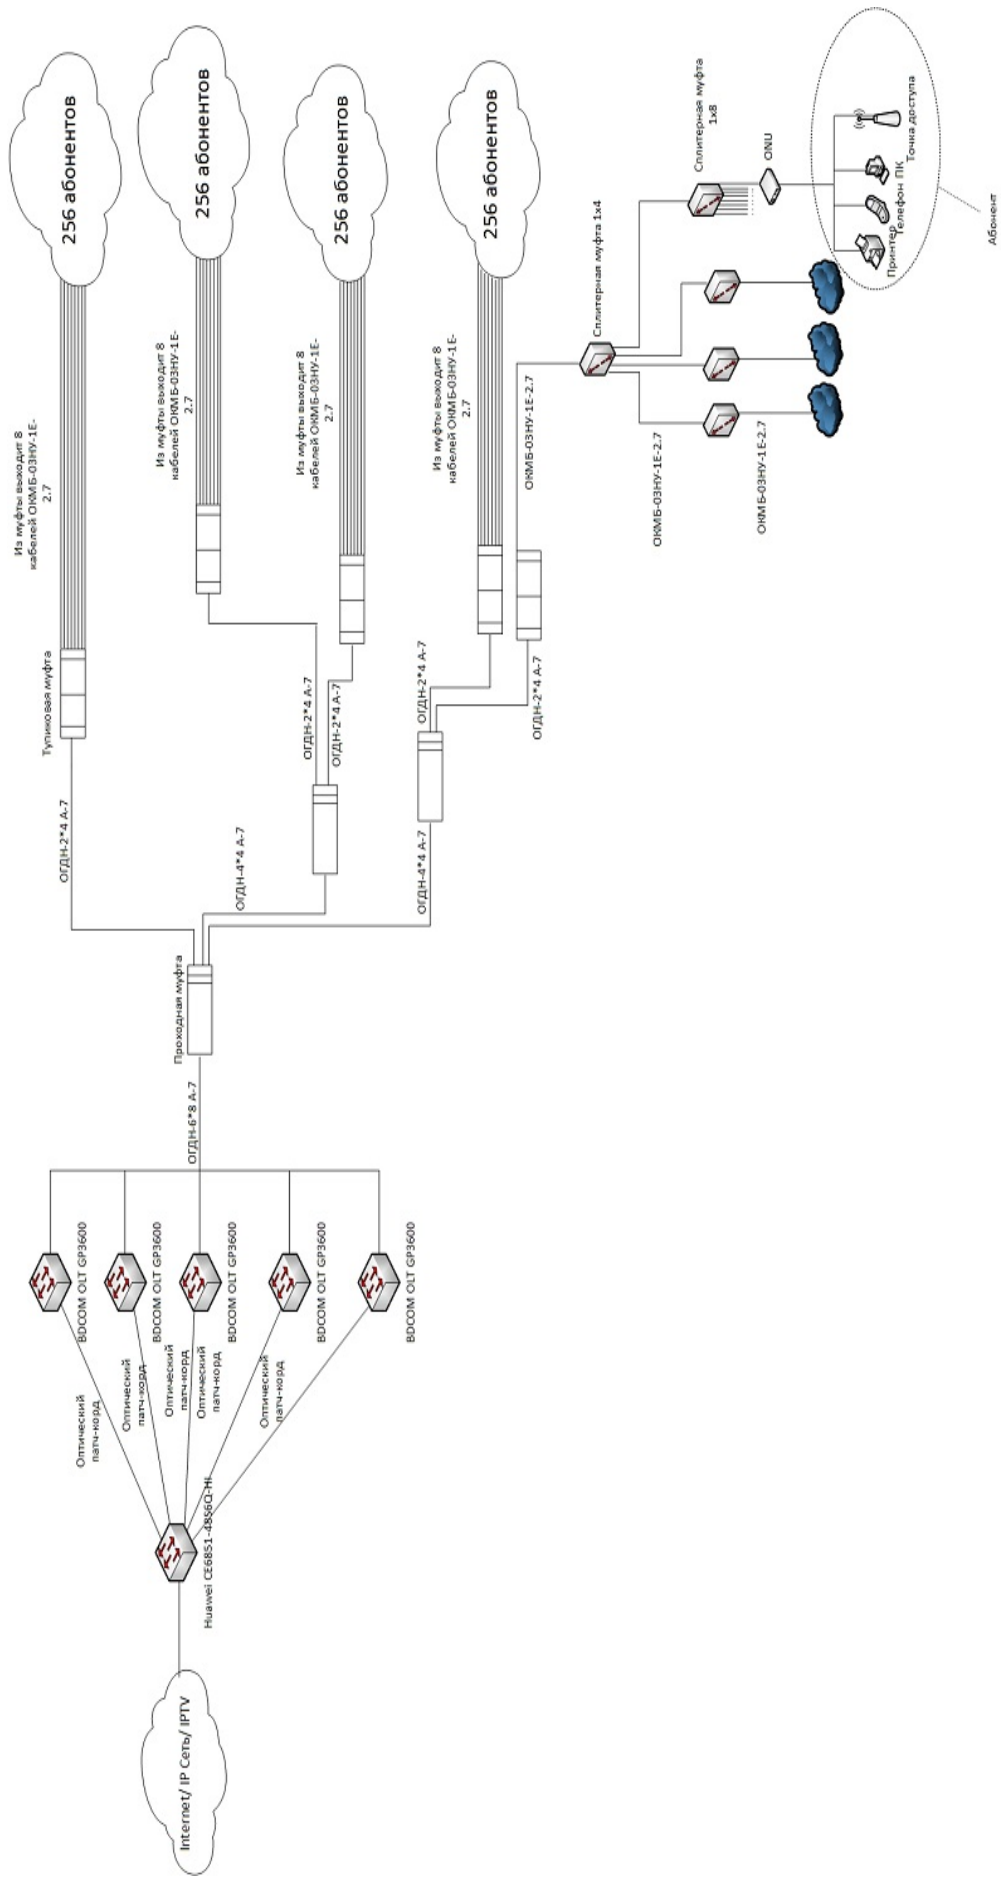 Internet/ IP Сеть/ IPTV
Huawei CE6851-48S6Q-HI
Оптический
патч-корд
Оптический
патч-корд
Оптический
патч-корд
Оптический
патч-корд
Оптический
патч-корд
BDCOM OLT GP3600
BDCOM OLT GP3600
BDCOM OLT GP3600
BDCOM OLT GP3600
BDCOM OLT GP3600
ОГДН-6*8 А-7
Проходная муфта
ОГДН-2*4 А-7
ОГДН-4*4 А-7
ОГДН-4*4 А-7
Тупиковая муфта
ОГДН-2*4 А-7
ОГДН-2*4 А-7
ОГДН-2*4 А-7
ОГДН-2*4 А-7
Из муфты выходит 8
кабелей ОКМБ-03НУ-1Е-
2.7
Из муфты выходит 8
кабелей ОКМБ-03НУ-1Е-
2.7
Из муфты выходит 8
кабелей ОКМБ-03НУ-1Е-
2.7
Из муфты выходит 8
кабелей ОКМБ-03НУ-1Е-
2.7
256 абонентов
256 абонентов
256 абонентов
256 абонентов
ОКМБ-03НУ-1Е-2.7
Сплитерная муфта 1х4
ОКМБ-03НУ-1Е-2.7
ОКМБ-03НУ-1Е-2.7
Сплитерная муфта
1х8
ONU
Принтер
Телефон
ПК
Точка доступа
Абонент